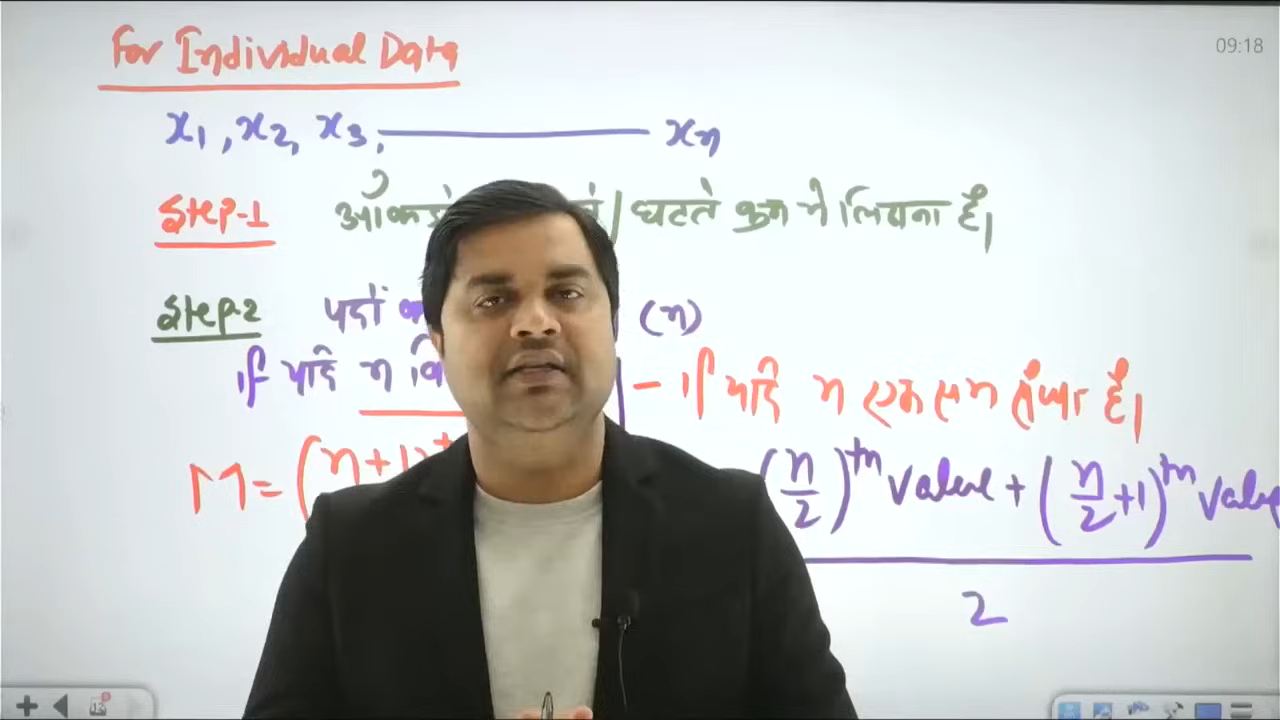 For Individual Data
09:18
x1, x2, x3, xn
Step-1 घटते क्रम में लिखना है।
Step-2 पदों (n)
if यदि n वि - if यदि n एक सम संख्या है।
M = (n+1) (n/2)th value + (n/2 +1)th value
2